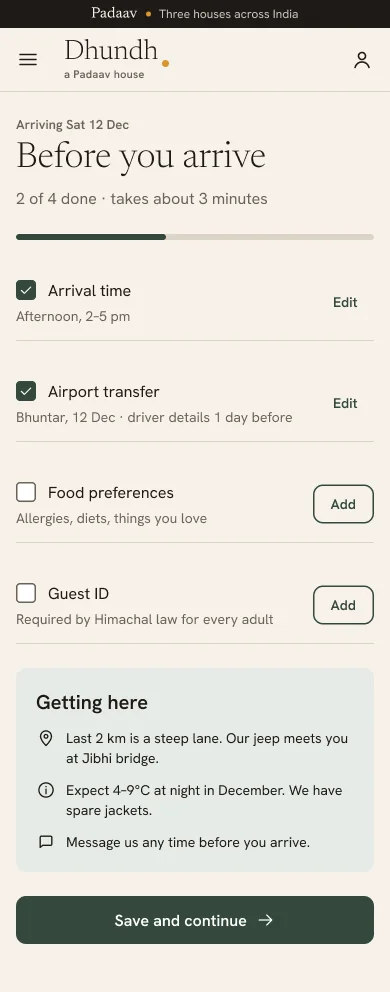 Padaav • Three houses across India
Dhundh
a Padaav house
Arriving Sat 12 Dec
Before you arrive
2 of 4 done · takes about 3 minutes
Arrival time
Edit
Afternoon, 2–5 pm
Airport transfer
Edit
Bhuntar, 12 Dec · driver details 1 day before
Food preferences
Add
Allergies, diets, things you love
Guest ID
Add
Required by Himachal law for every adult
Getting here
Last 2 km is a steep lane. Our jeep meets you
at Jibhi bridge.
Expect 4–9°C at night in December. We have
spare jackets.
Message us any time before you arrive.
Save and continue →